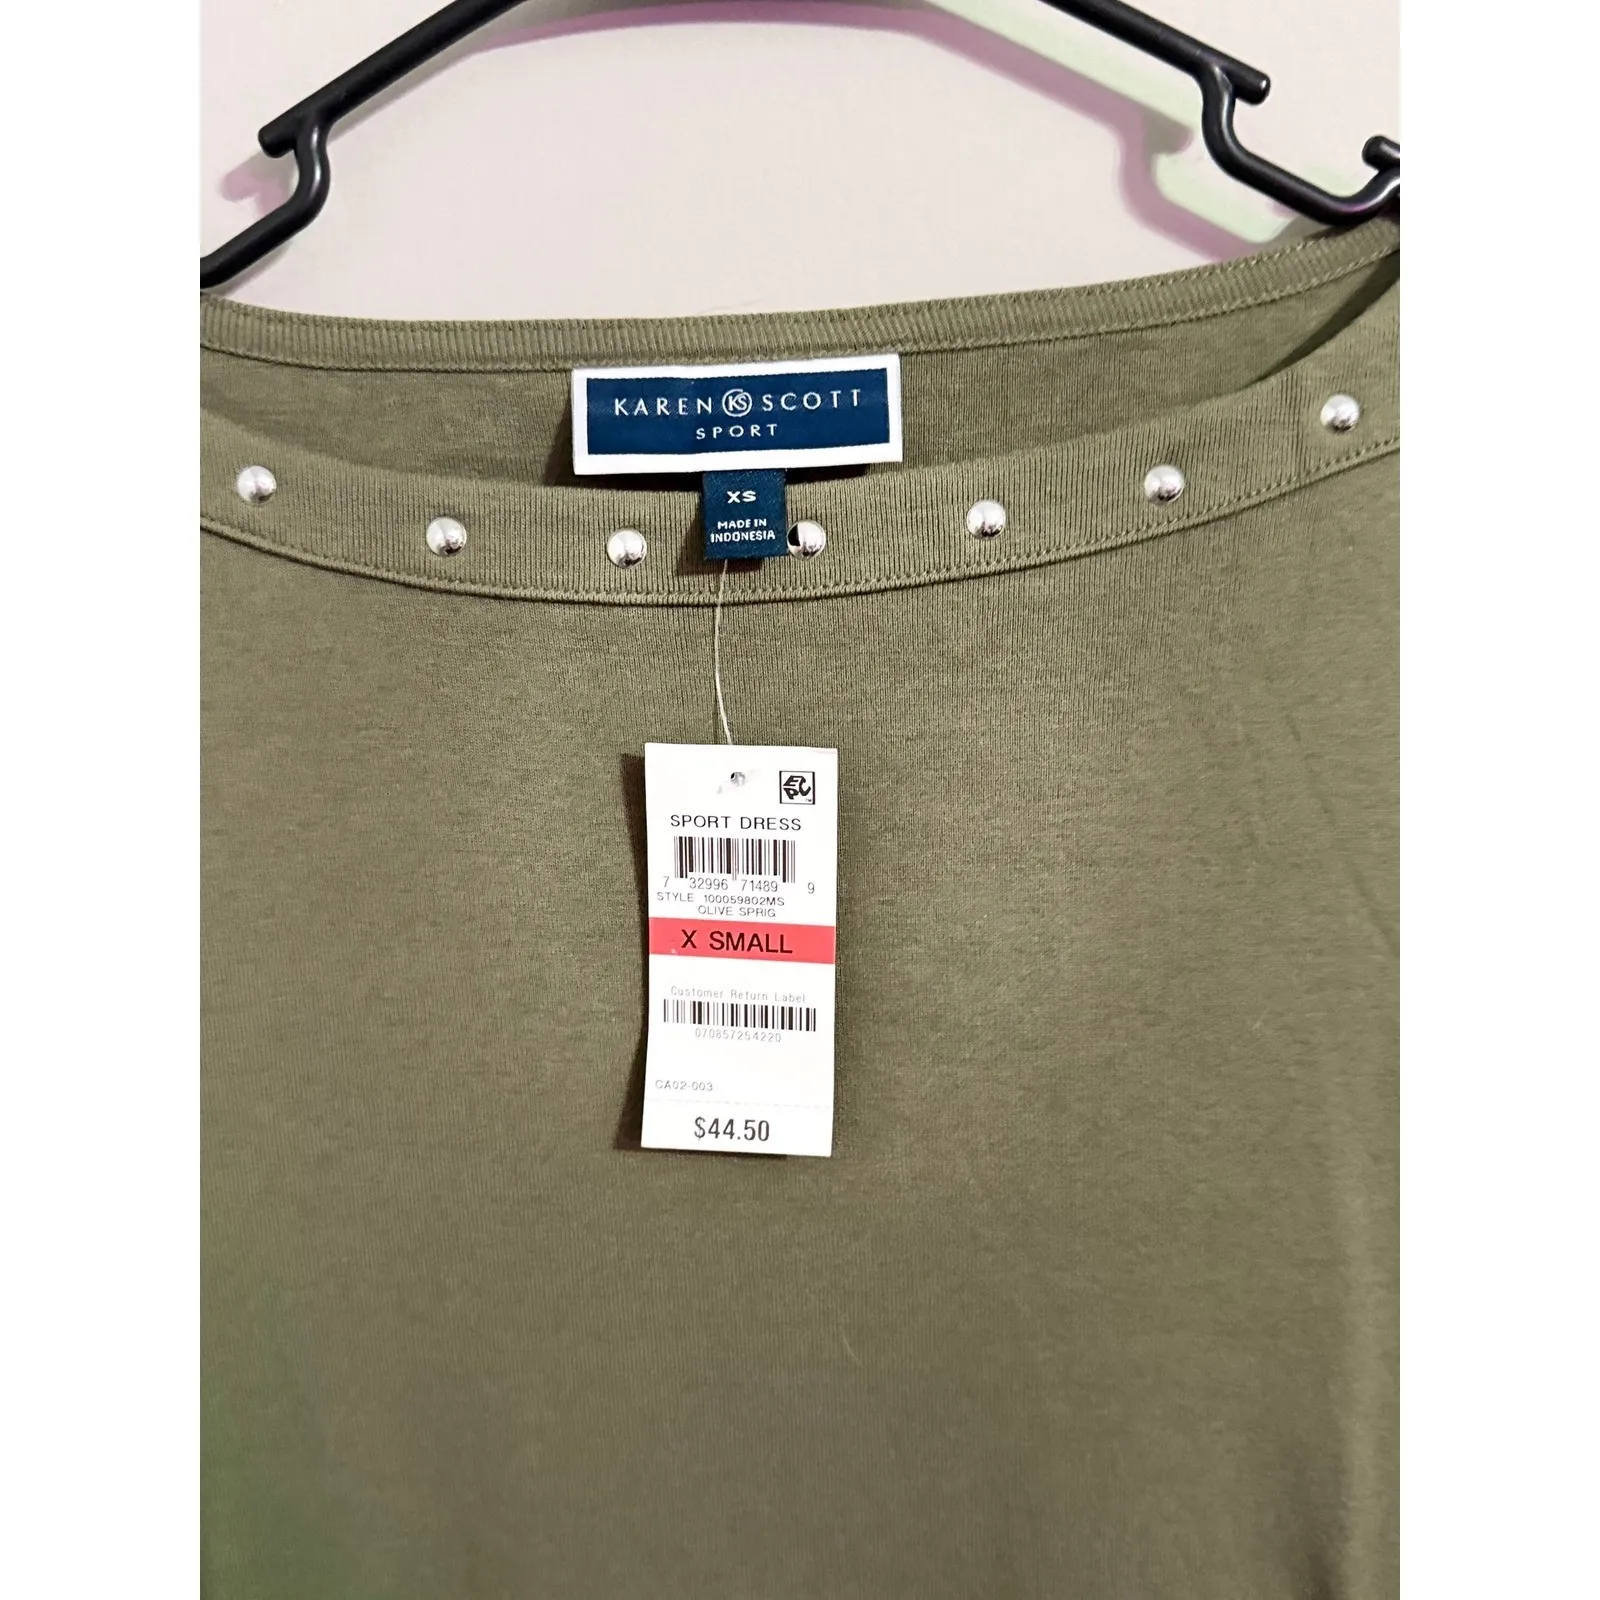 KAREN KS SCOTT
SPORT
XS
MADE IN
INDONESIA
EPC
SPORT DRESS
7 32996 71489 9
STYLE 100059802MS
OLIVE SPRIG
X SMALL
Customer Return Label
070857254220
CA02-003
$44.50